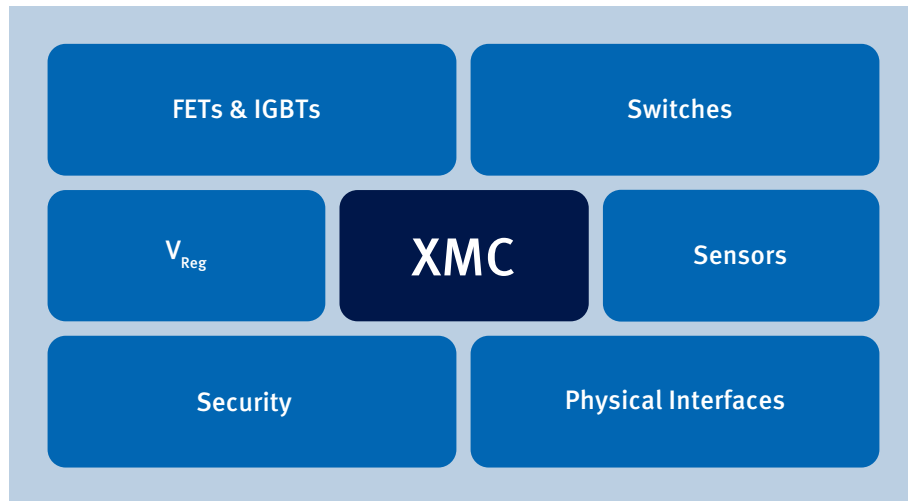 FETs & IGBTs
Switches
VReg
XMC
Sensors
Security
Physical Interfaces